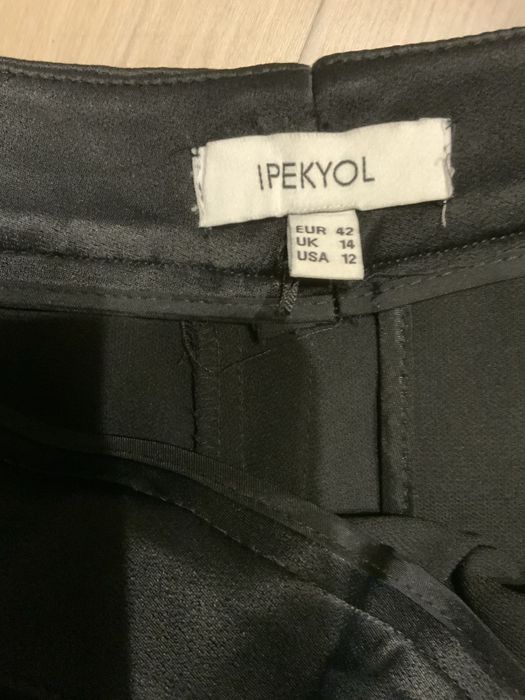 IPEKYOL
EUR 42
UK 14
USA 12